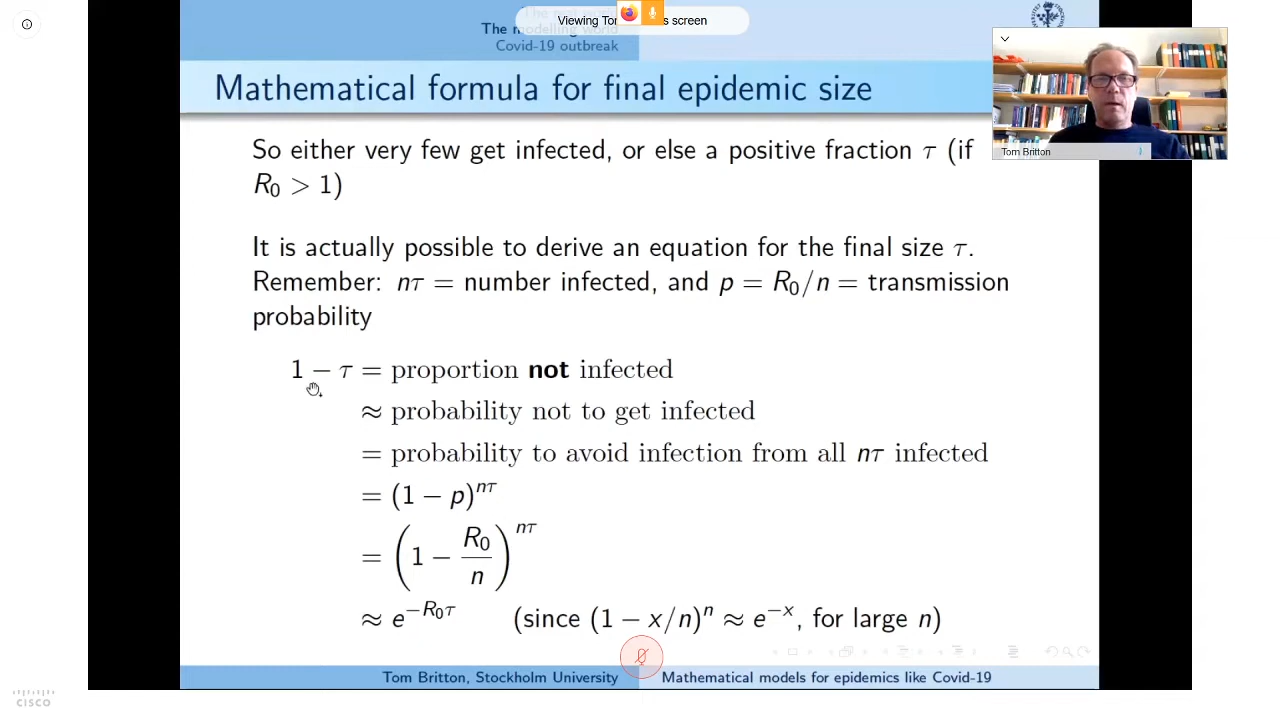 The modelling world
Covid-19 outbreak
Viewing Tor
s screen
Mathematical formula for final epidemic size
Tom Britton
So either very few get infected, or else a positive fraction τ (if
R₀ > 1)
It is actually possible to derive an equation for the final size τ.
Remember: nτ = number infected, and p = R₀/n = transmission
probability
1 − τ = proportion not infected
≈ probability not to get infected
= probability to avoid infection from all nτ infected
= (1 − p)^{nτ}
= (1 − R₀/n)^{nτ}
≈ e^{−R₀τ} (since (1 − x/n)ⁿ ≈ e^{−x}, for large n)
Tom Britton, Stockholm University Mathematical models for epidemics like Covid-19
CISCO